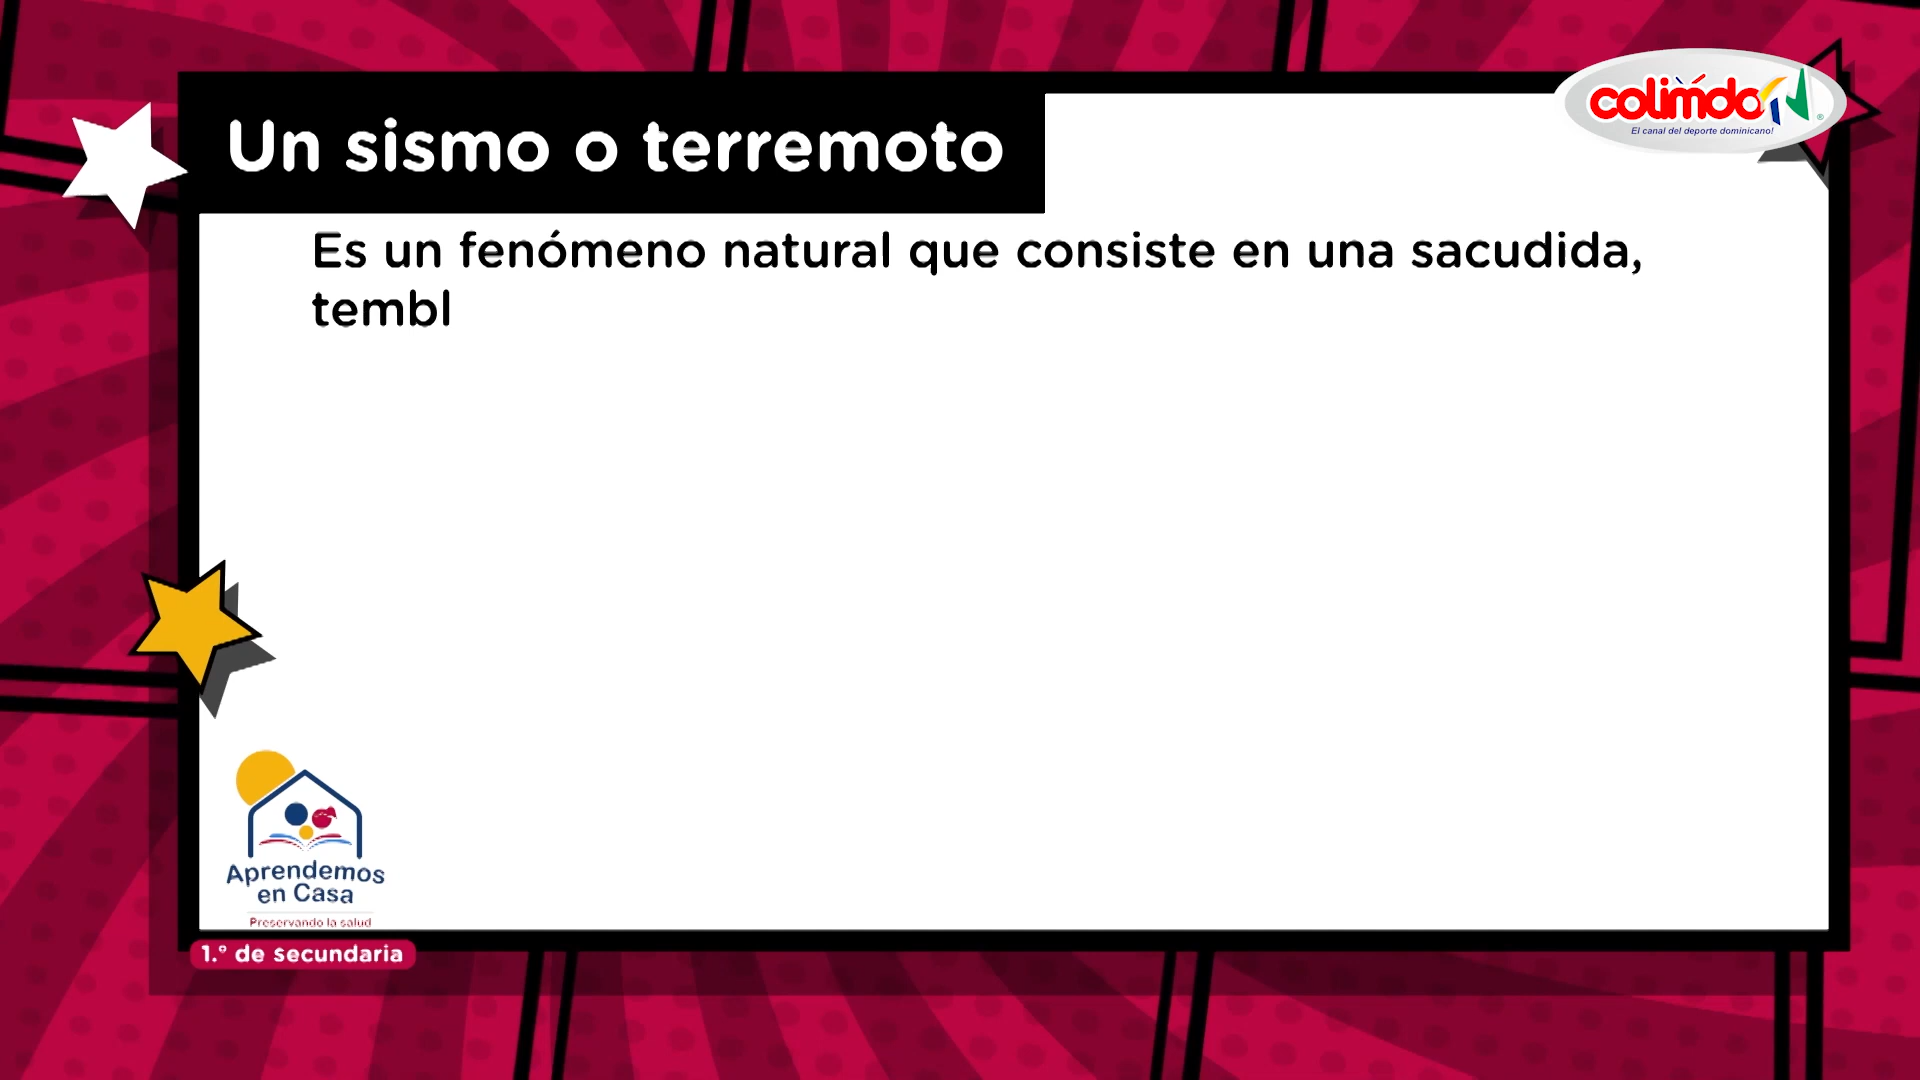 colimdo
El canal del deporte dominicano!
Un sismo o terremoto
Es un fenómeno natural que consiste en una sacudida,
tembl
Aprendemos
en Casa
Preservando la salud
1.° de secundaria